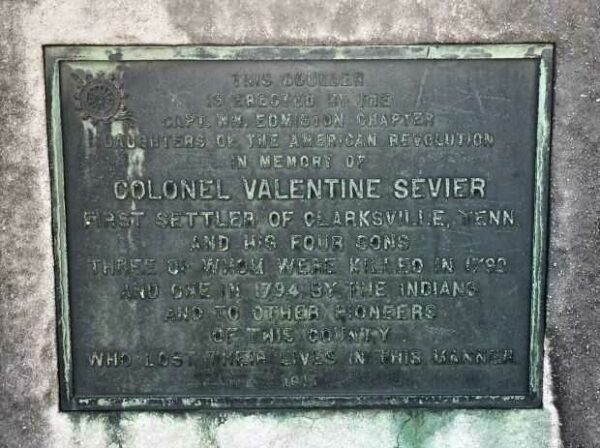 THIS BOULDER
IS ERECTED BY THE
CAPT. WM. EDMISTON CHAPTER
DAUGHTERS OF THE AMERICAN REVOLUTION
IN MEMORY OF
COLONEL VALENTINE SEVIER
FIRST SETTLER OF CLARKSVILLE, TENN.
AND HIS FOUR SONS
THREE OF WHOM WERE KILLED IN 1792
AND ONE IN 1794 BY THE INDIANS
AND TO OTHER PIONEERS
OF THIS COUNTY
WHO LOST THEIR LIVES IN THIS MANNER